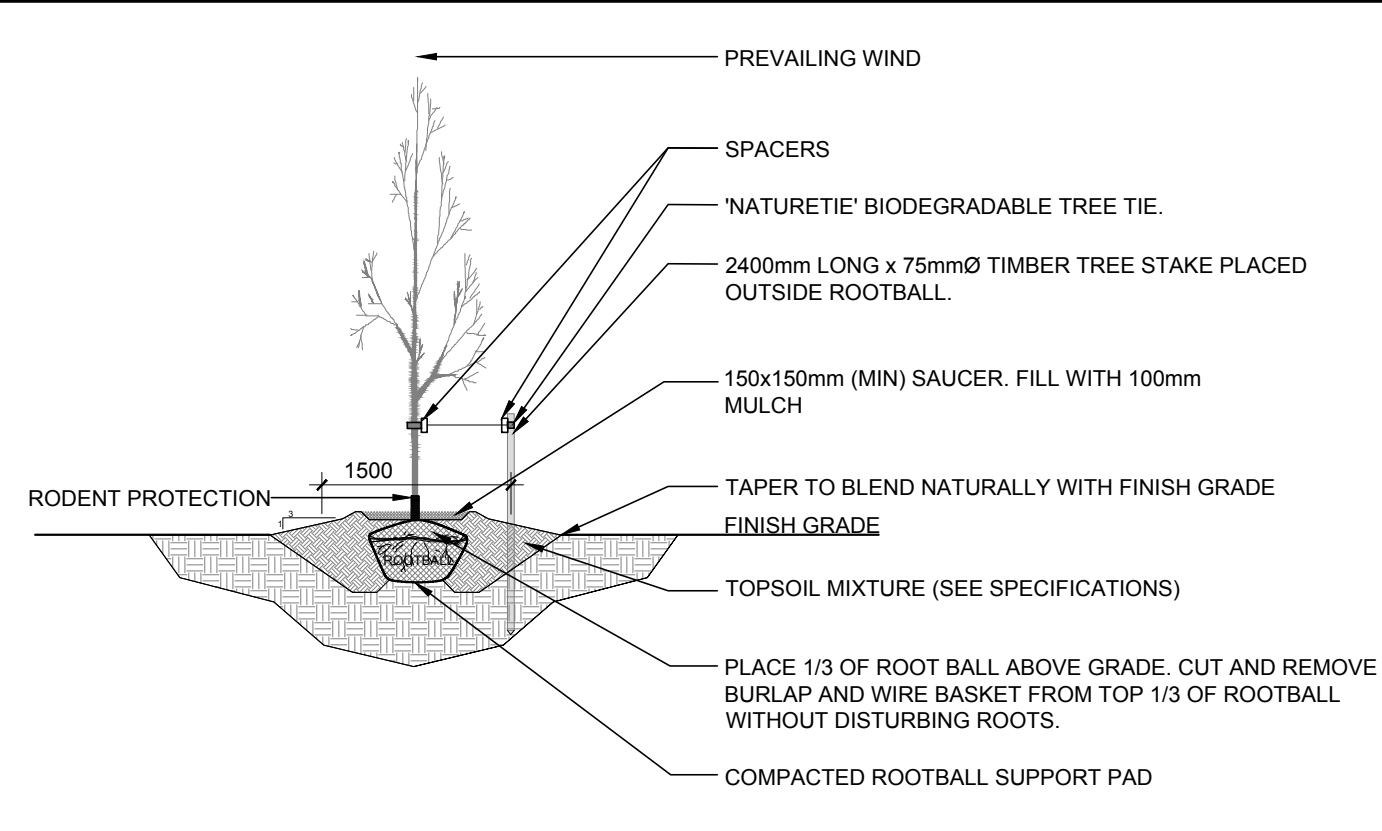 PREVAILING WIND
SPACERS
'NATURETIE' BIODEGRADABLE TREE TIE.
2400mm LONG x 75mmØ TIMBER TREE STAKE PLACED
OUTSIDE ROOTBALL.
150x150mm (MIN) SAUCER. FILL WITH 100mm
MULCH
1500
RODENT PROTECTION
TAPER TO BLEND NATURALLY WITH FINISH GRADE
3
1
FINISH GRADE
ROOTBALL
TOPSOIL MIXTURE (SEE SPECIFICATIONS)
PLACE 1/3 OF ROOT BALL ABOVE GRADE. CUT AND REMOVE
BURLAP AND WIRE BASKET FROM TOP 1/3 OF ROOTBALL
WITHOUT DISTURBING ROOTS.
COMPACTED ROOTBALL SUPPORT PAD